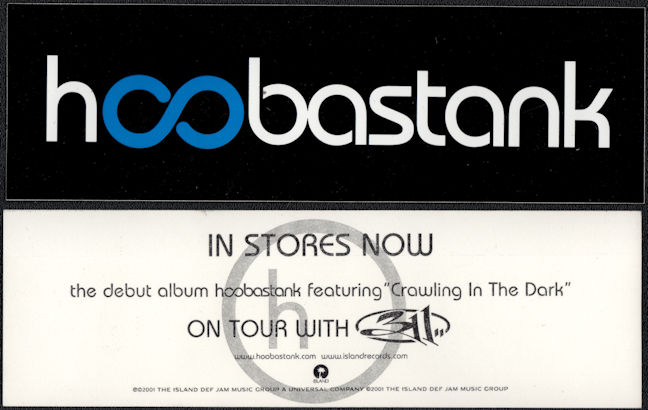 hoobastank
IN STORES NOW
h
the debut album hoobastank featuring "Crawling In The Dark"
ON TOUR WITH 311
www.hoobastank.com www.islandrecords.com
ISLAND
©©2001 THE ISLAND DEF JAM MUSIC GROUP A UNIVERSAL COMPANY ©2001 THE ISLAND DEF JAM MUSIC GROUP